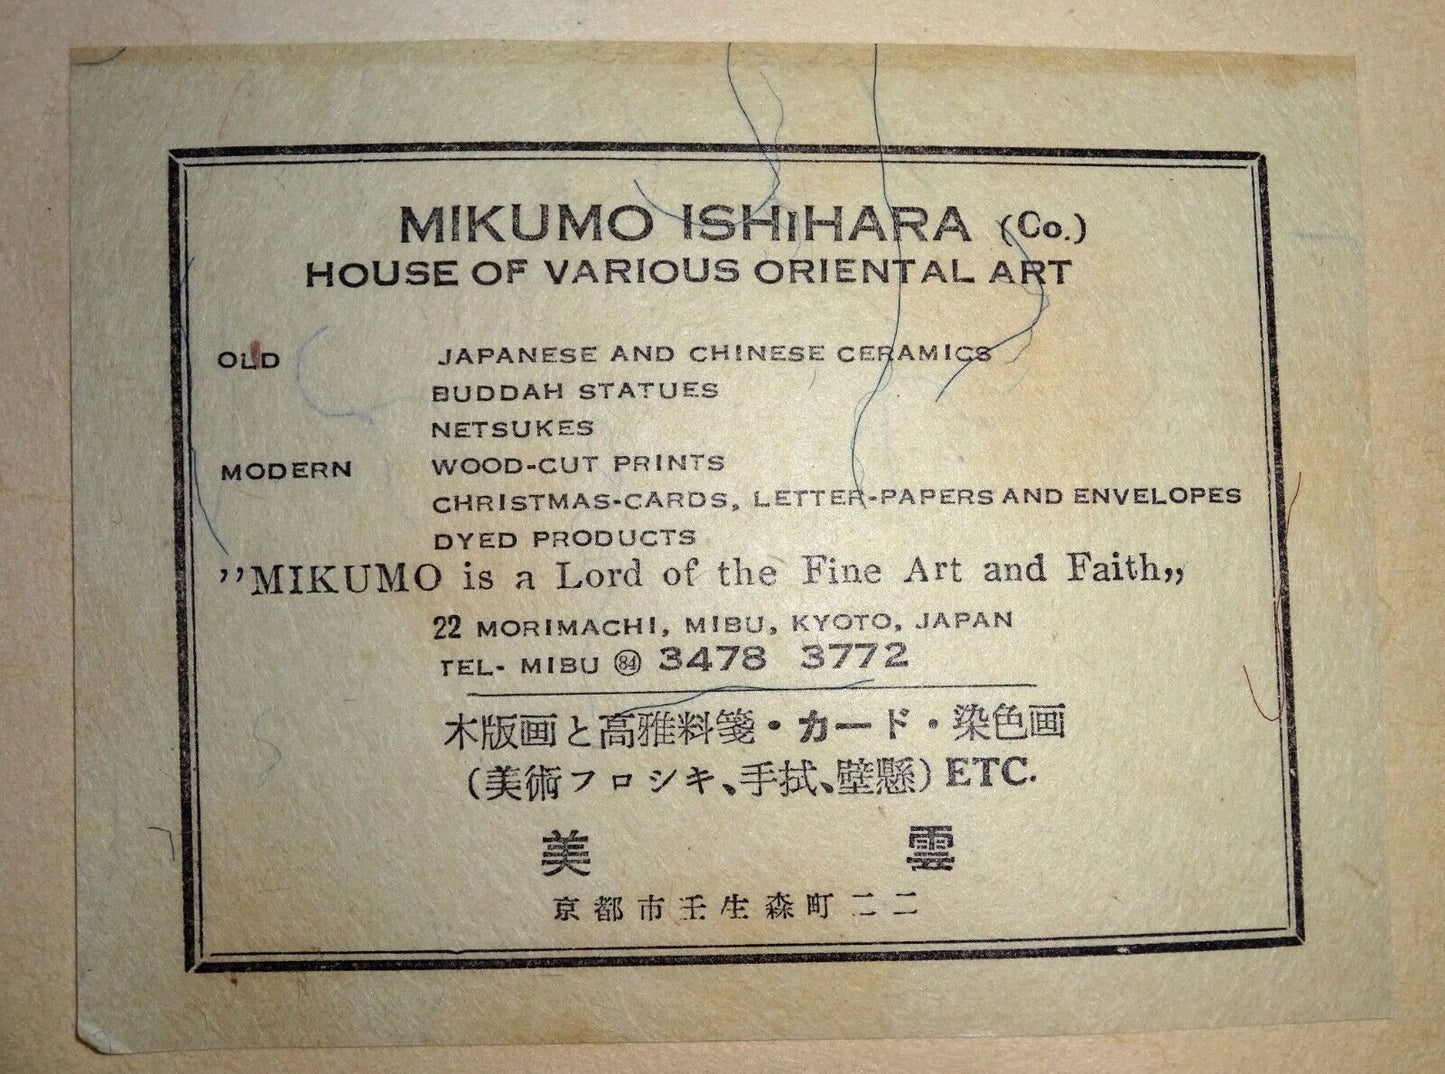 MIKUMO ISHIHARA (Co.)
HOUSE OF VARIOUS ORIENTAL ART
OLD JAPANESE AND CHINESE CERAMICS
BUDDAH STATUES
NETSUKES
MODERN WOOD-CUT PRINTS
CHRISTMAS-CARDS, LETTER-PAPERS AND ENVELOPES
DYED PRODUCTS
”MIKUMO is a Lord of the Fine Art and Faith„
22 MORIMACHI, MIBU, KYOTO, JAPAN
TEL- MIBU (84) 3478 3772
木版画と高雅料箋・カード・染色画
(美術フロシキ、手拭、壁懸) ETC.
美雲
京都市壬生森町二二